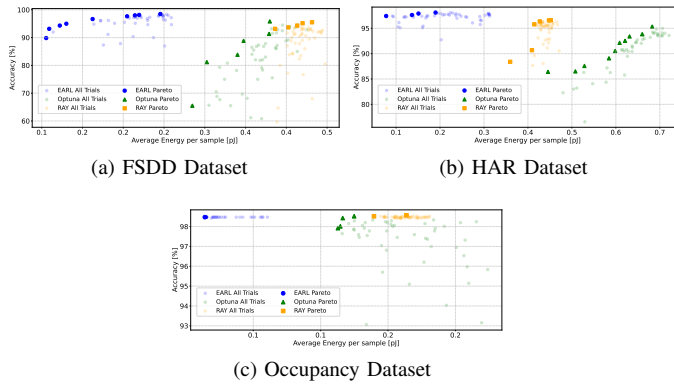 100
90
80
70
60
Accuracy [%]
EARL All Trials
Optuna All Trials
RAY All Trials
EARL Pareto
Optuna Pareto
RAY Pareto
0.1 0.2 0.2 0.2 0.3 0.4 0.4 0.5
Average Energy per sample [pJ]
(a) FSDD Dataset
95
90
85
80
Accuracy [%]
EARL All Trials
Optuna All Trials
RAY All Trials
EARL Pareto
Optuna Pareto
RAY Pareto
0.1 0.2 0.3 0.4 0.5 0.6 0.7
Average Energy per sample [pJ]
(b) HAR Dataset
98
97
96
95
94
93
Accuracy [%]
EARL All Trials
Optuna All Trials
RAY All Trials
EARL Pareto
Optuna Pareto
RAY Pareto
0.1 0.1 0.2 0.2
Average Energy per sample [pJ]
(c) Occupancy Dataset